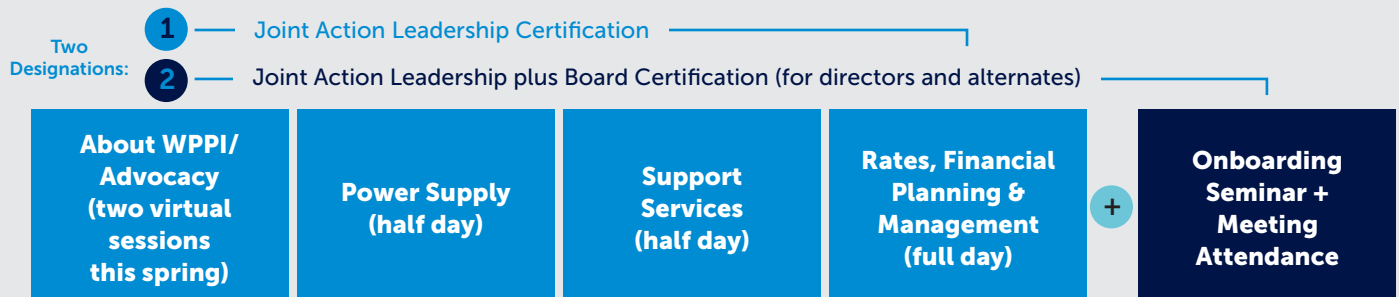 Two
Designations:
1
Joint Action Leadership Certification
2
Joint Action Leadership plus Board Certification (for directors and alternates)
About WPPI/
Advocacy
(two virtual
sessions
this spring)
Power Supply
(half day)
Support
Services
(half day)
Rates, Financial
Planning &
Management
(full day)
+
Onboarding
Seminar +
Meeting
Attendance